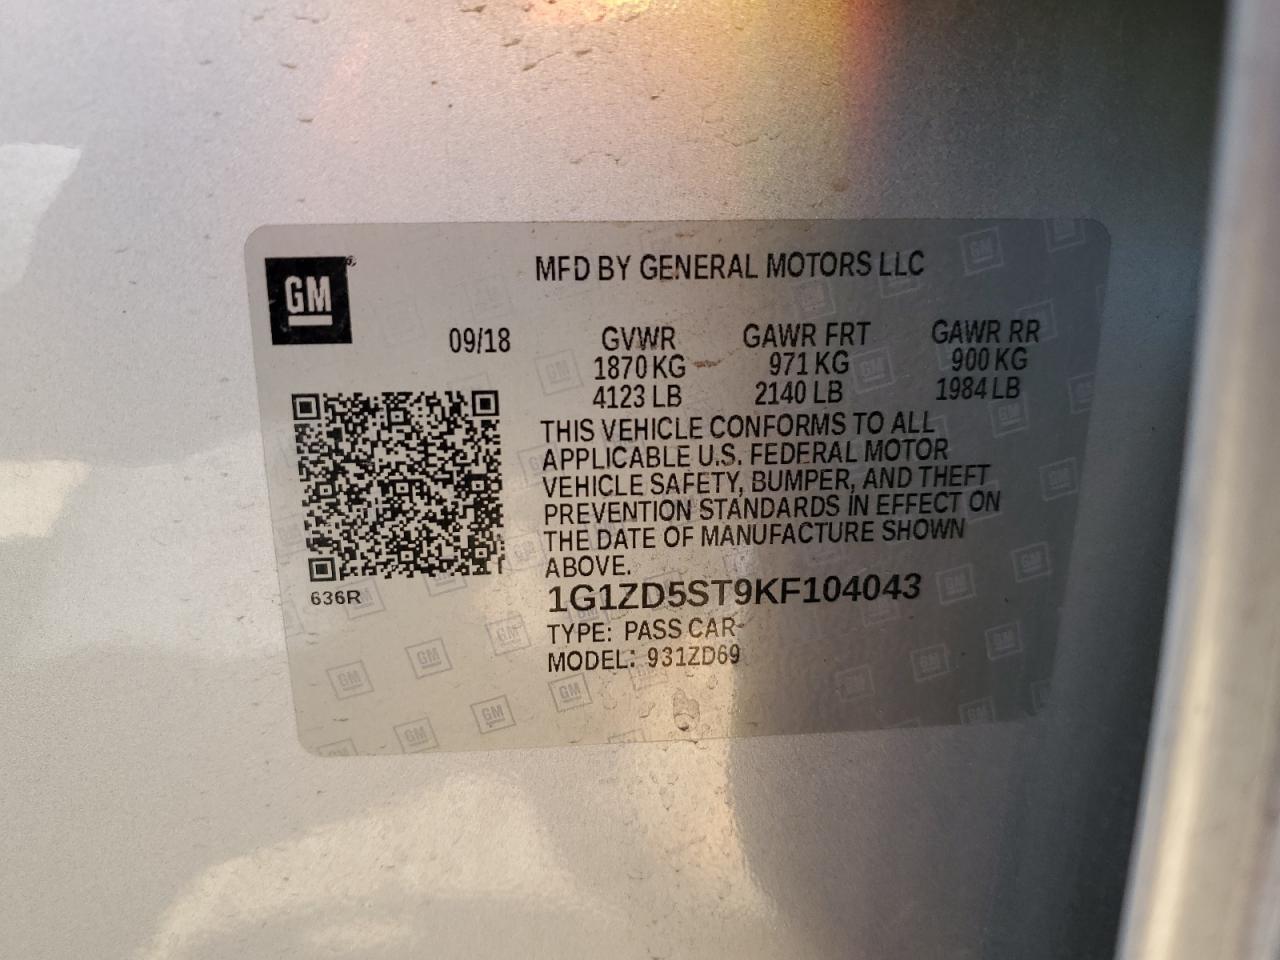 GM
MFD BY GENERAL MOTORS LLC
09/18 GVWR GAWR FRT GAWR RR
1870 KG 971 KG 900 KG
4123 LB 2140 LB 1984 LB
THIS VEHICLE CONFORMS TO ALL
APPLICABLE U.S. FEDERAL MOTOR
VEHICLE SAFETY, BUMPER, AND THEFT
PREVENTION STANDARDS IN EFFECT ON
THE DATE OF MANUFACTURE SHOWN
ABOVE.
636R
1G1ZD5ST9KF104043
TYPE: PASS CAR
MODEL: 931ZD69